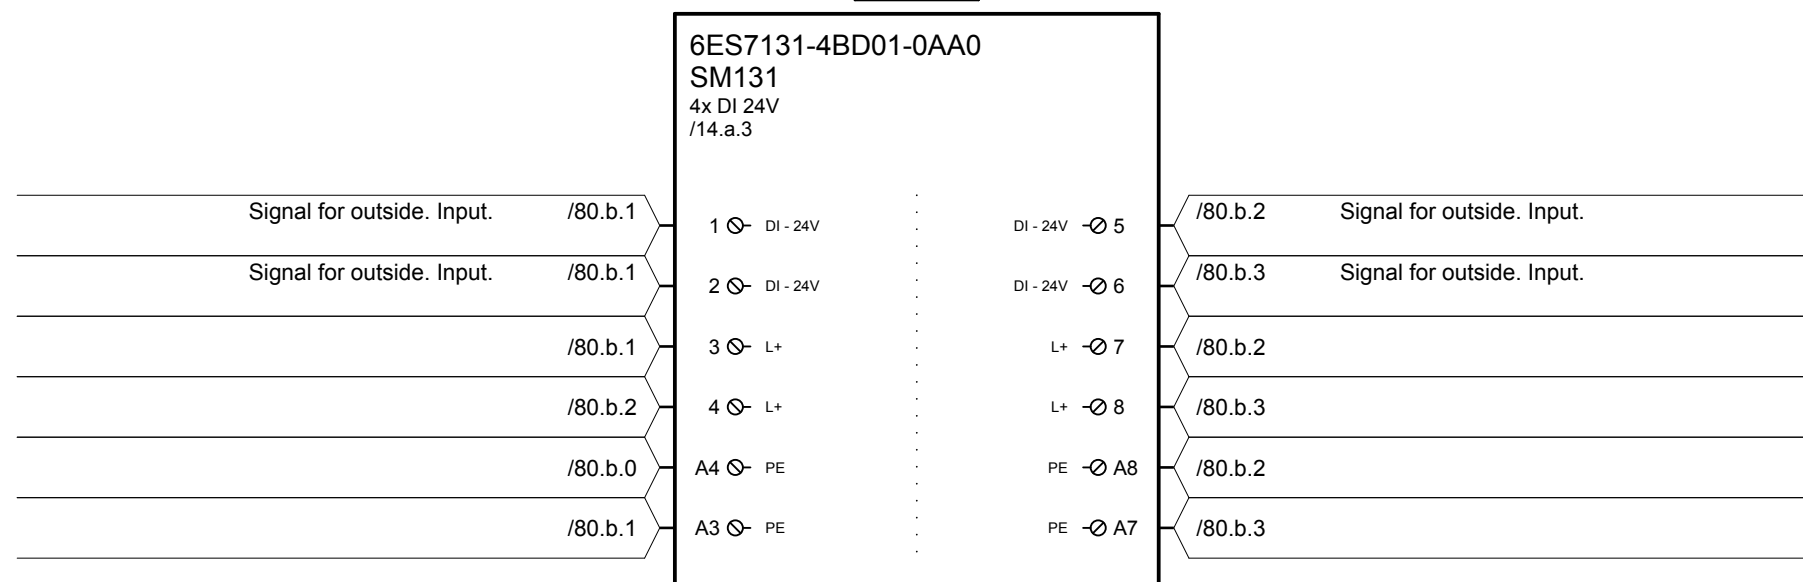 6ES7131-4BD01-0AA0
SM131
4x DI 24V
/14.a.3
Signal for outside. Input. /80.b.1 1 DI - 24V DI - 24V 5 /80.b.2 Signal for outside. Input.
Signal for outside. Input. /80.b.1 2 DI - 24V DI - 24V 6 /80.b.3 Signal for outside. Input.
/80.b.1 3 L+ L+ 7 /80.b.2
/80.b.2 4 L+ L+ 8 /80.b.3
/80.b.0 A4 PE PE A8 /80.b.2
/80.b.1 A3 PE PE A7 /80.b.3